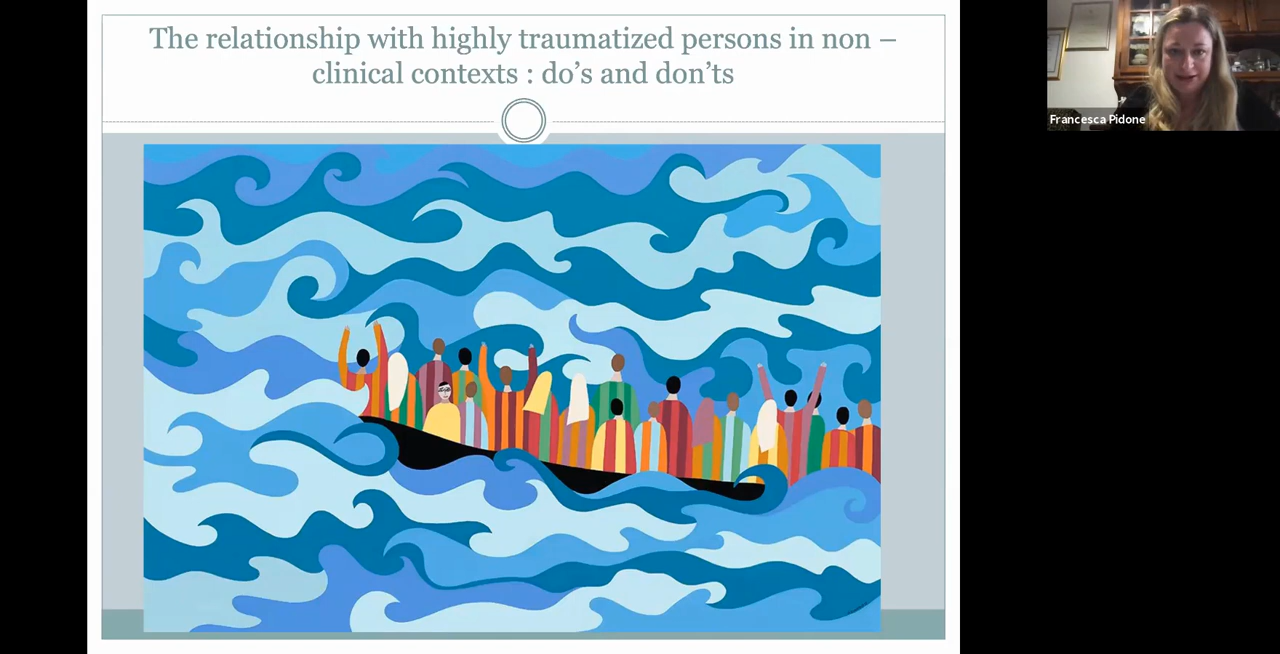 The relationship with highly traumatized persons in non –
clinical contexts : do’s and don’ts
Francesca Pidone